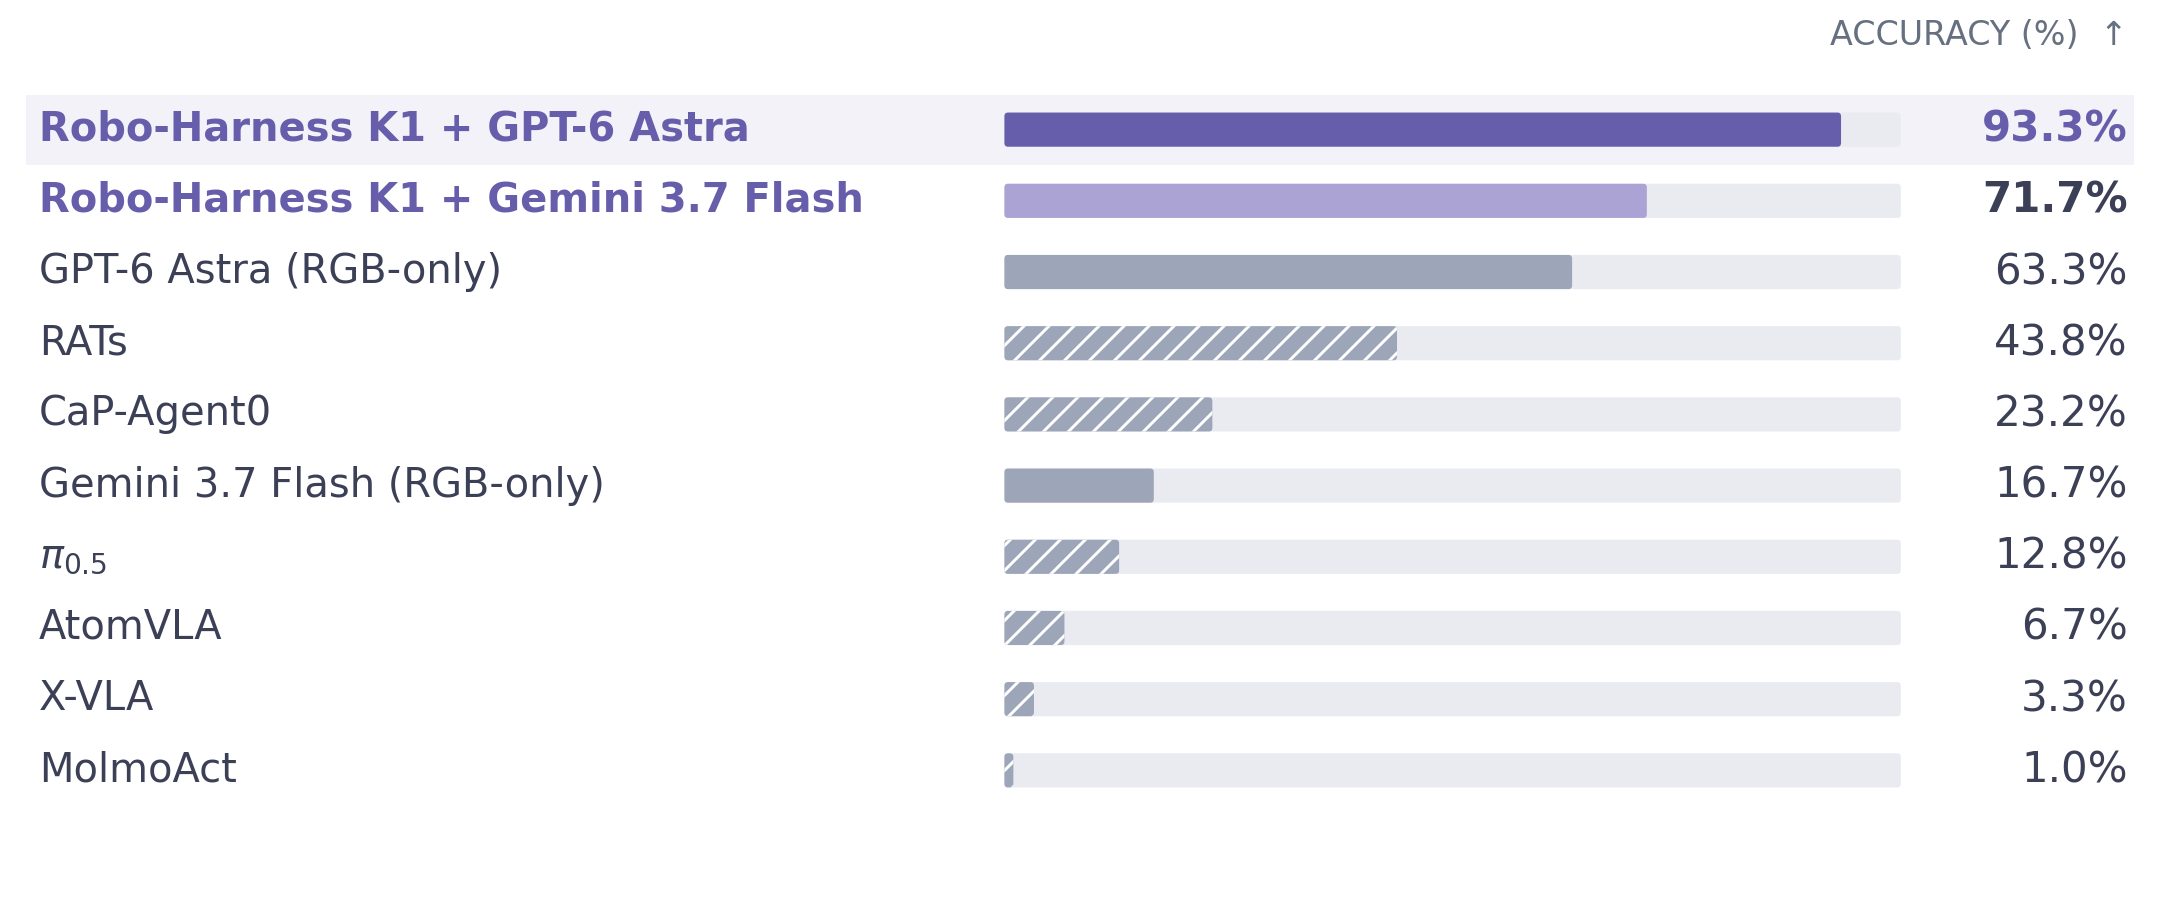 ACCURACY (%) ↑
Robo-Harness K1 + GPT-6 Astra 93.3%
Robo-Harness K1 + Gemini 3.7 Flash 71.7%
GPT-6 Astra (RGB-only) 63.3%
RATs 43.8%
CaP-Agent0 23.2%
Gemini 3.7 Flash (RGB-only) 16.7%
π0.5 12.8%
AtomVLA 6.7%
X-VLA 3.3%
MolmoAct 1.0%